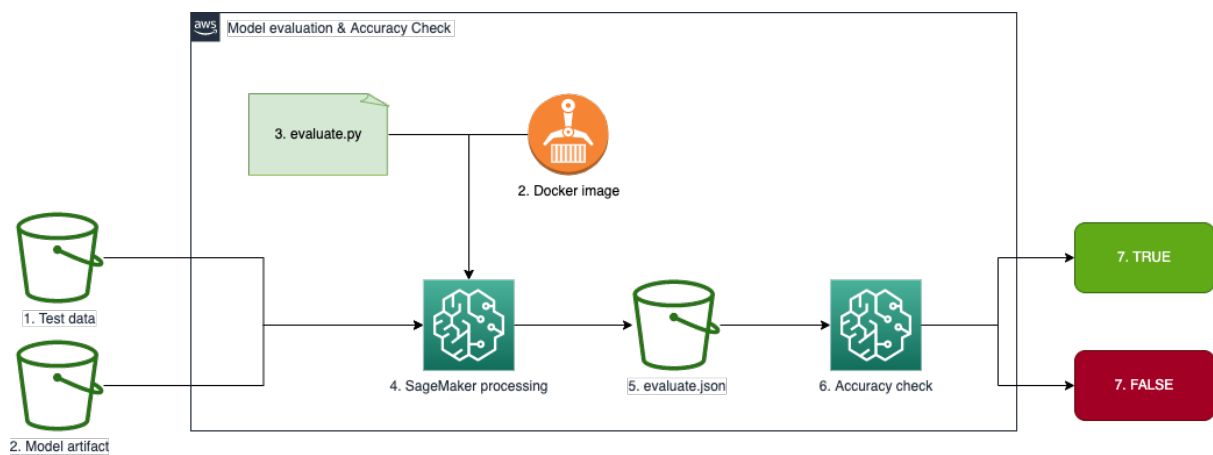 aws
Model evaluation & Accuracy Check
3. evaluate.py
2. Docker image
1. Test data
2. Model artifact
4. SageMaker processing
5. evaluate.json
6. Accuracy check
7. TRUE
7. FALSE